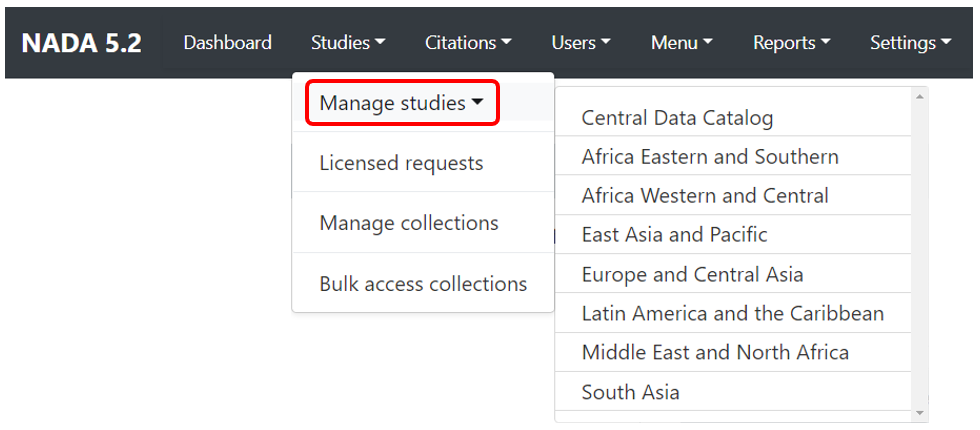 NADA 5.2 Dashboard Studies Citations Users Menu Reports Settings
Manage studies
Licensed requests
Manage collections
Bulk access collections
Central Data Catalog
Africa Eastern and Southern
Africa Western and Central
East Asia and Pacific
Europe and Central Asia
Latin America and the Caribbean
Middle East and North Africa
South Asia